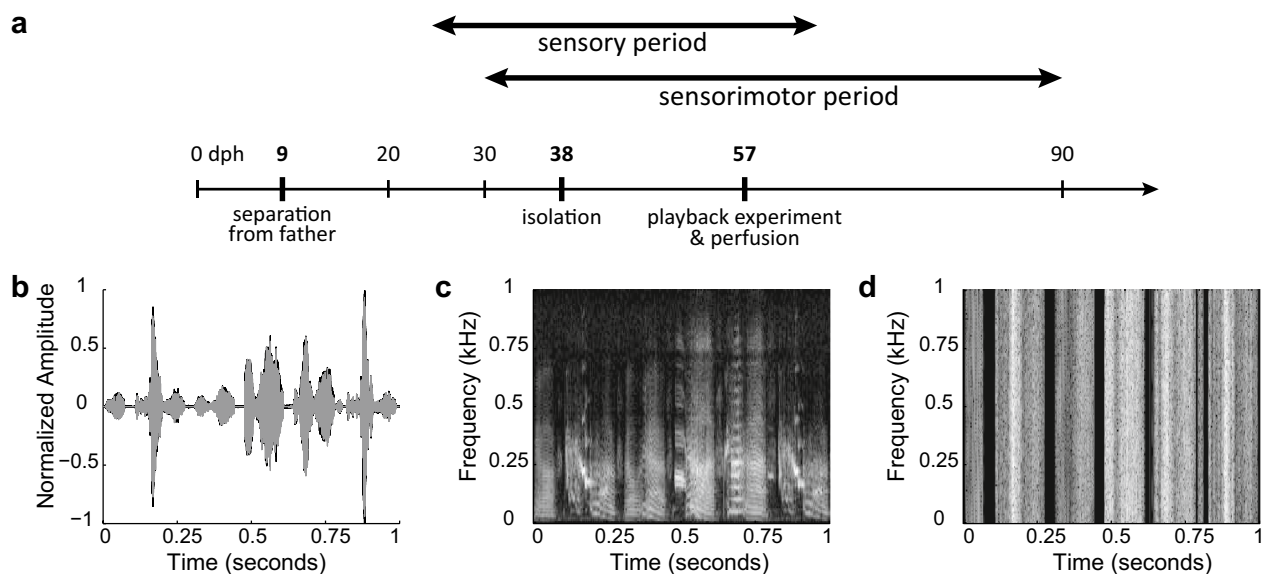 a
sensory period
sensorimotor period
0 dph 9 20 30 38 57 90
separation
from father
isolation
playback experiment
& perfusion
b
Normalized Amplitude
1
0.5
0
−0.5
−1
0 0.25 0.5 0.75 1
Time (seconds)
c
Frequency (kHz)
1
0.75
0.5
0.25
0
0 0.25 0.5 0.75 1
Time (seconds)
d
Frequency (kHz)
1
0.75
0.5
0.25
0
0 0.25 0.5 0.75 1
Time (seconds)